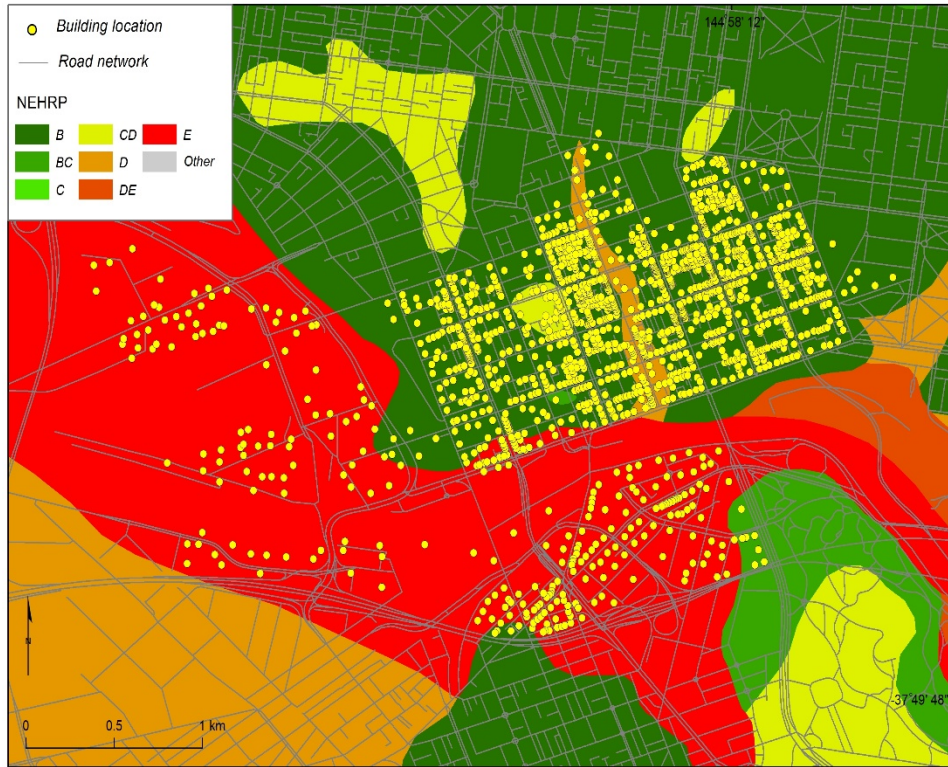 Building location
Road network
NEHRP
B CD E
BC D Other
C DE
144°58' 12"
-37°49' 48"
N
0 0.5 1 km